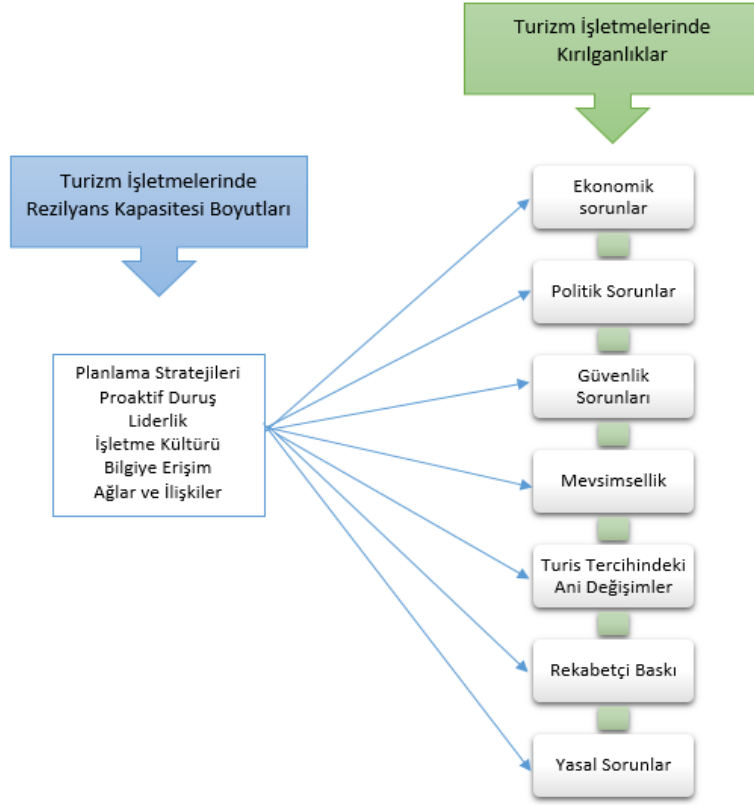 Turizm İşletmelerinde
Kırılganlıklar
Turizm İşletmelerinde
Rezilyans Kapasitesi Boyutları
Planlama Stratejileri
Proaktif Duruş
Liderlik
İşletme Kültürü
Bilgiye Erişim
Ağlar ve İlişkiler
Ekonomik
sorunlar
Politik Sorunlar
Güvenlik
Sorunları
Mevsimsellik
Turis Tercihindeki
Ani Değişimler
Rekabetçi Baskı
Yasal Sorunlar